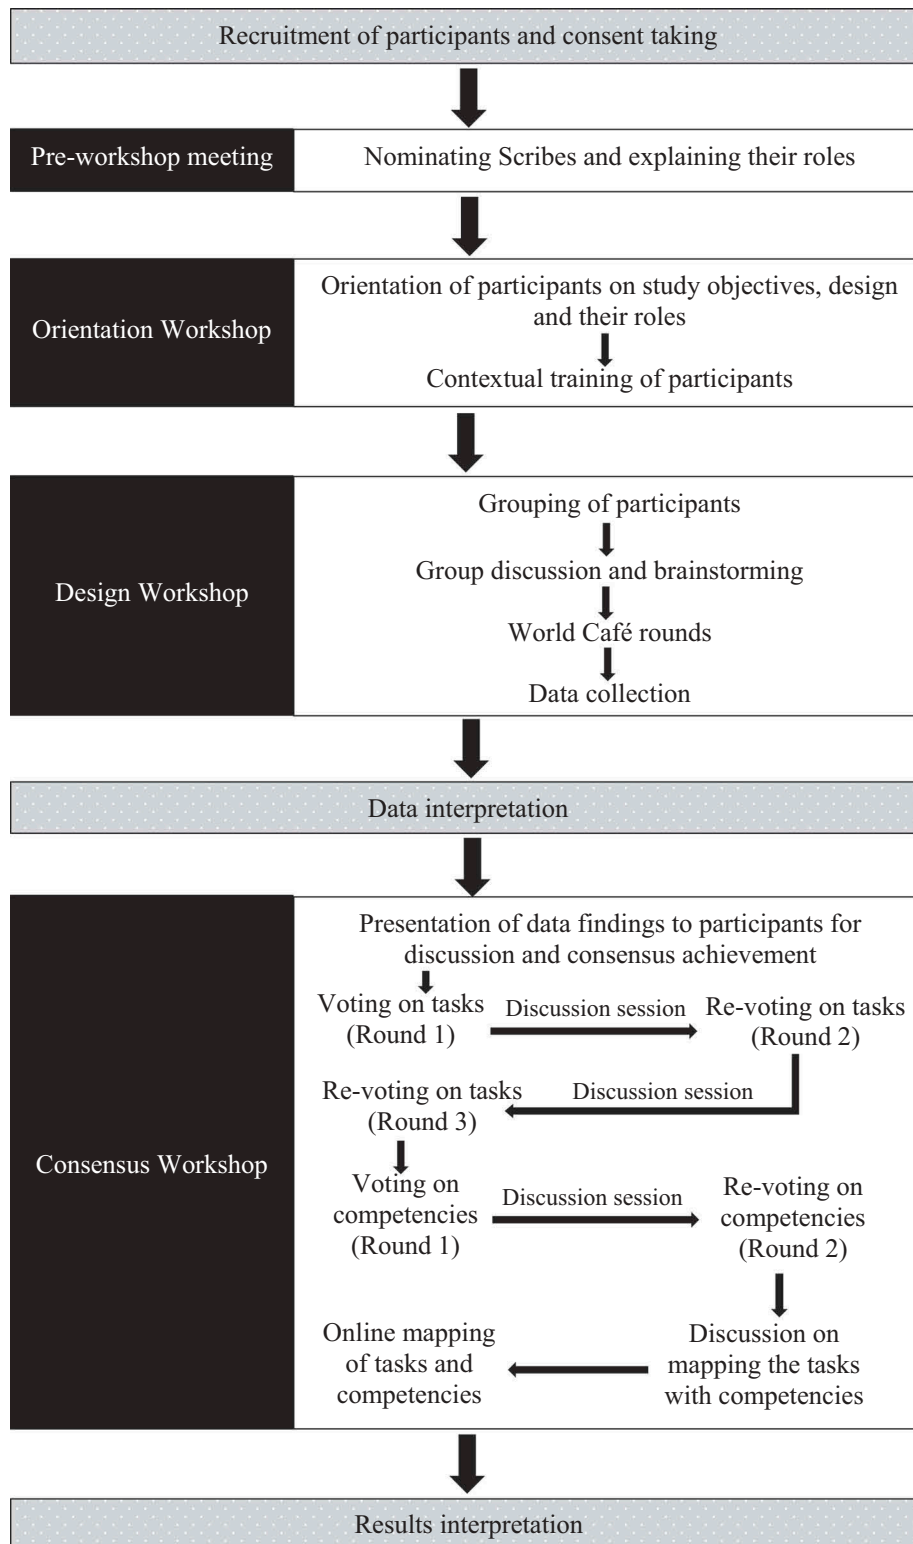 Recruitment of participants and consent taking
Pre-workshop meeting
Nominating Scribes and explaining their roles
Orientation Workshop
Orientation of participants on study objectives, design
and their roles
Contextual training of participants
Design Workshop
Grouping of participants
Group discussion and brainstorming
World Café rounds
Data collection
Data interpretation
Consensus Workshop
Presentation of data findings to participants for
discussion and consensus achievement
Voting on tasks
(Round 1)
Discussion session
Re-voting on tasks
(Round 2)
Discussion session
Re-voting on tasks
(Round 3)
Voting on
competencies
(Round 1)
Discussion session
Re-voting on
competencies
(Round 2)
Discussion on
mapping the tasks
with competencies
Online mapping
of tasks and
competencies
Results interpretation